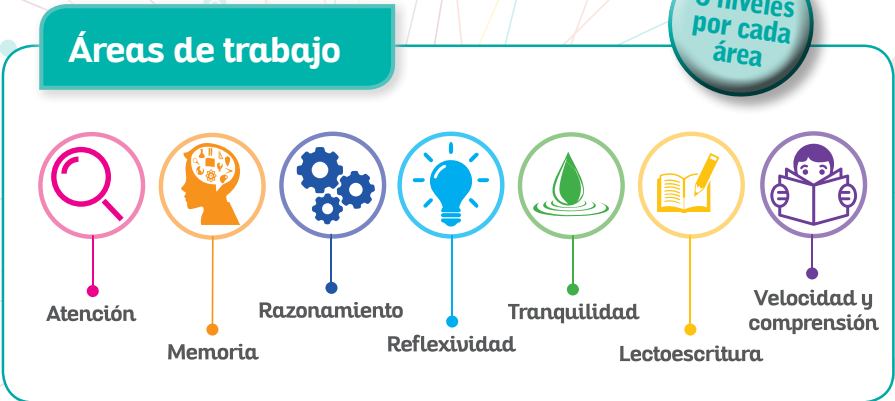 Áreas de trabajo
niveles
por cada
área
Atención
Memoria
Razonamiento
Reflexividad
Tranquilidad
Lectoescritura
Velocidad y
comprensión